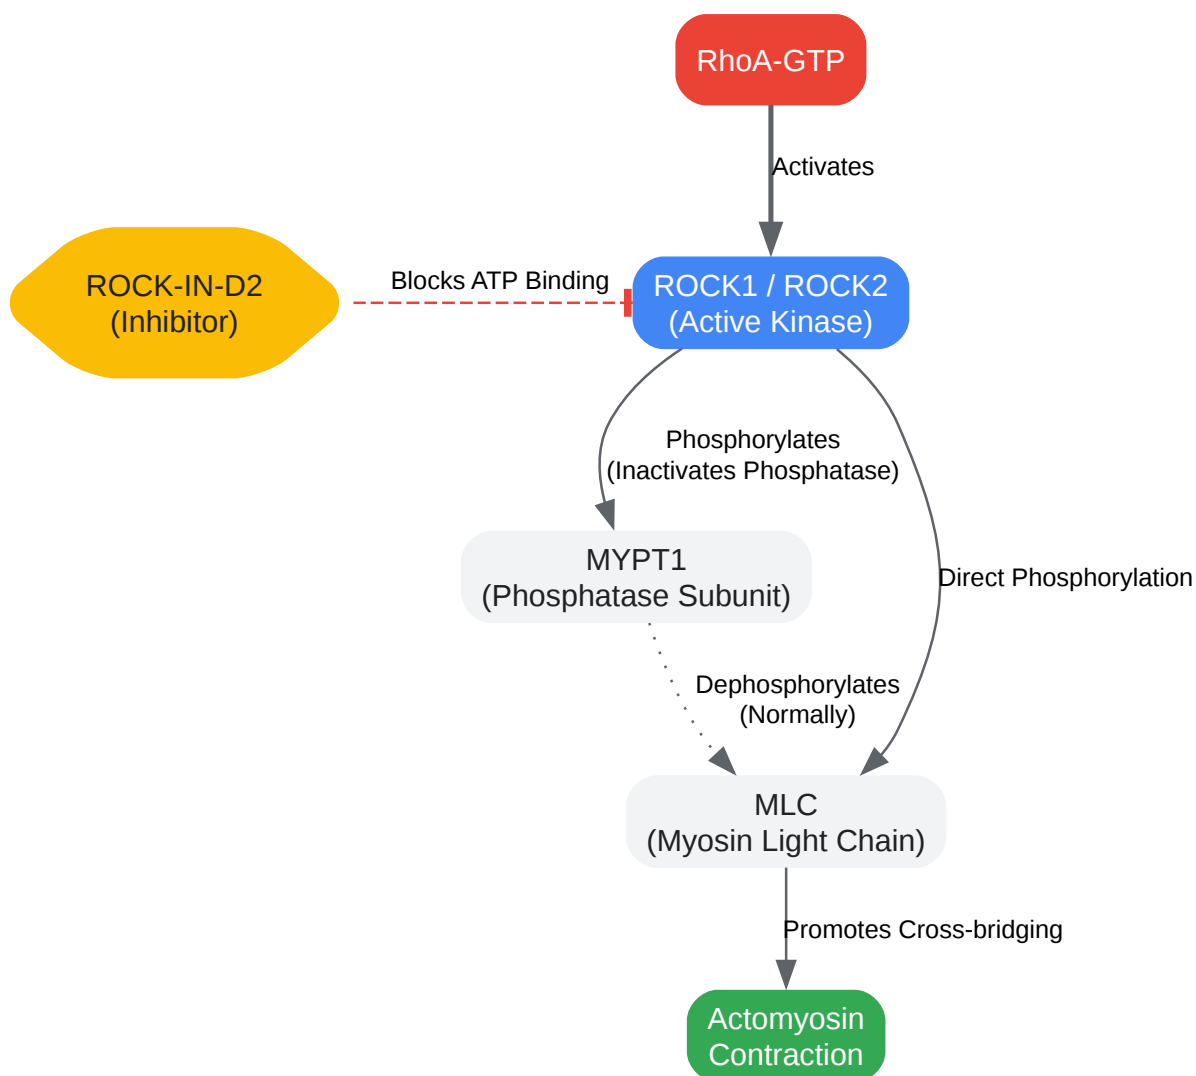 RhoA-GTP
Activates
ROCK-IN-D2
(Inhibitor)
Blocks ATP Binding
ROCK1 / ROCK2
(Active Kinase)
Phosphorylates
(Inactivates Phosphatase)
MYPT1
(Phosphatase Subunit)
Direct Phosphorylation
Dephosphorylates
(Normally)
MLC
(Myosin Light Chain)
Promotes Cross-bridging
Actomyosin
Contraction